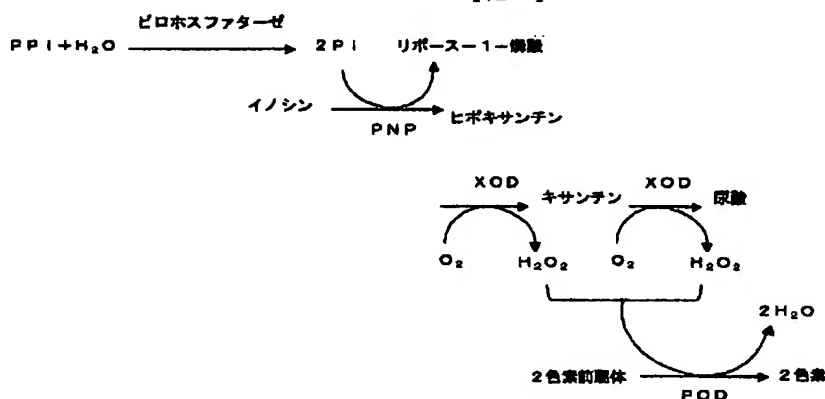 ピロホスファターゼ
PPi+H₂O 2Pi リボース－1－燐酸
イノシン ヒポキサンチン
PNP
XOD XOD
キサンチン 尿酸
O₂ H₂O₂ O₂ H₂O₂
2H₂O
2色素前駆体 2色素
POD